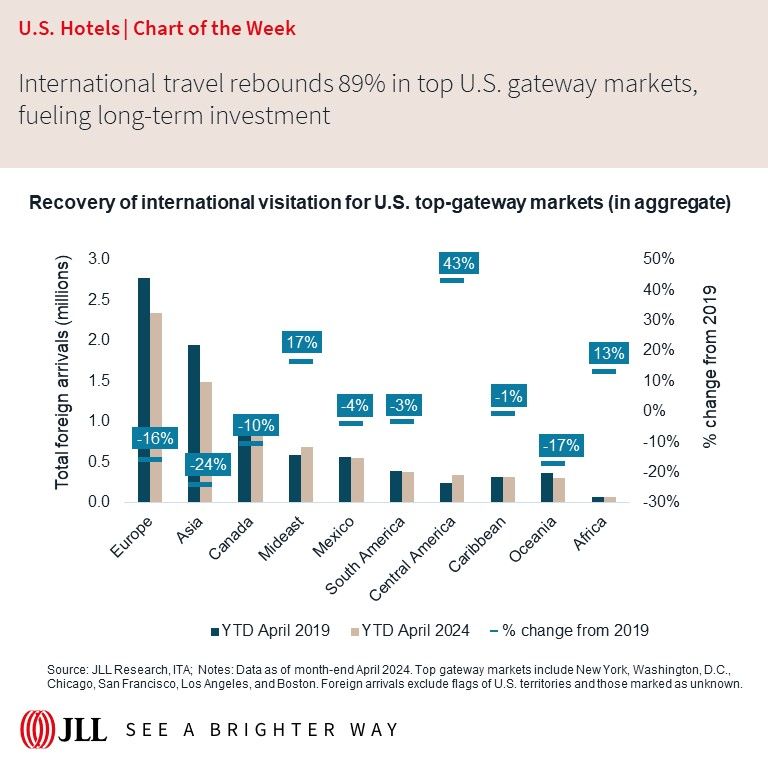 U.S. Hotels| Chart of the Week
International travel rebounds 89% in top U.S. gateway markets,
fueling long-term investment
Recovery of international visitation for U.S. top-gateway markets (in aggregate)
Total foreign arrivals (millions)
3.0
2.5
2.0
1.5
1.0
0.5
0.0
-16%
-24%
-10%
17%
-4%
-3%
43%
-1%
-17%
13%
50%
40%
30%
20%
10%
0%
-10%
-20%
-30%
% change from 2019
Europe
Asia
Canada
Mideast
Mexico
South America
Central America
Caribbean
Oceania
Africa
YTD April 2019
YTD April 2024
% change from 2019
Source: JLL Research, ITA; Notes: Data as of month-end April 2024. Top gateway markets include New York, Washington, D.C.,
Chicago, San Francisco, Los Angeles, and Boston. Foreign arrivals exclude flags of U.S. territories and those marked as unknown.
JLL SEE A BRIGHTER WAY